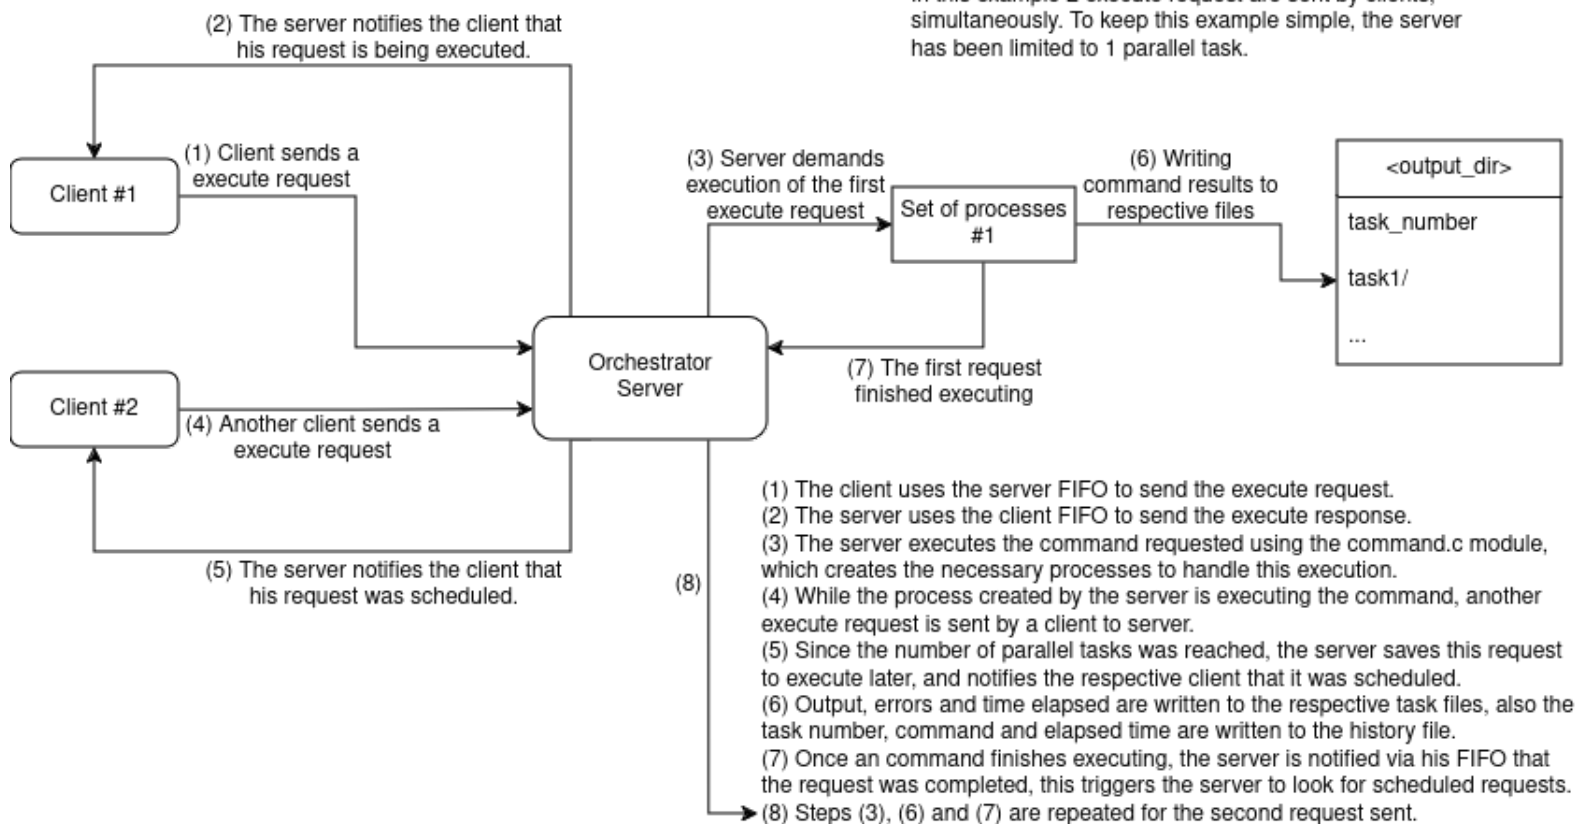 (2) The server notifies the client that
his request is being executed.
simultaneously. To keep this example simple, the server
has been limited to 1 parallel task.
(1) Client sends a
execute request
Client #1
(3) Server demands
execution of the first
execute request
Set of processes
#1
(6) Writing
command results to
respective files
<output_dir>
task_number
task1/
...
Orchestrator
Server
(7) The first request
finished executing
Client #2
(4) Another client sends a
execute request
(5) The server notifies the client that
his request was scheduled.
(8)
(1) The client uses the server FIFO to send the execute request.
(2) The server uses the client FIFO to send the execute response.
(3) The server executes the command requested using the command.c module,
which creates the necessary processes to handle this execution.
(4) While the process created by the server is executing the command, another
execute request is sent by a client to server.
(5) Since the number of parallel tasks was reached, the server saves this request
to execute later, and notifies the respective client that it was scheduled.
(6) Output, errors and time elapsed are written to the respective task files, also the
task number, command and elapsed time are written to the history file.
(7) Once an command finishes executing, the server is notified via his FIFO that
the request was completed, this triggers the server to look for scheduled requests.
(8) Steps (3), (6) and (7) are repeated for the second request sent.